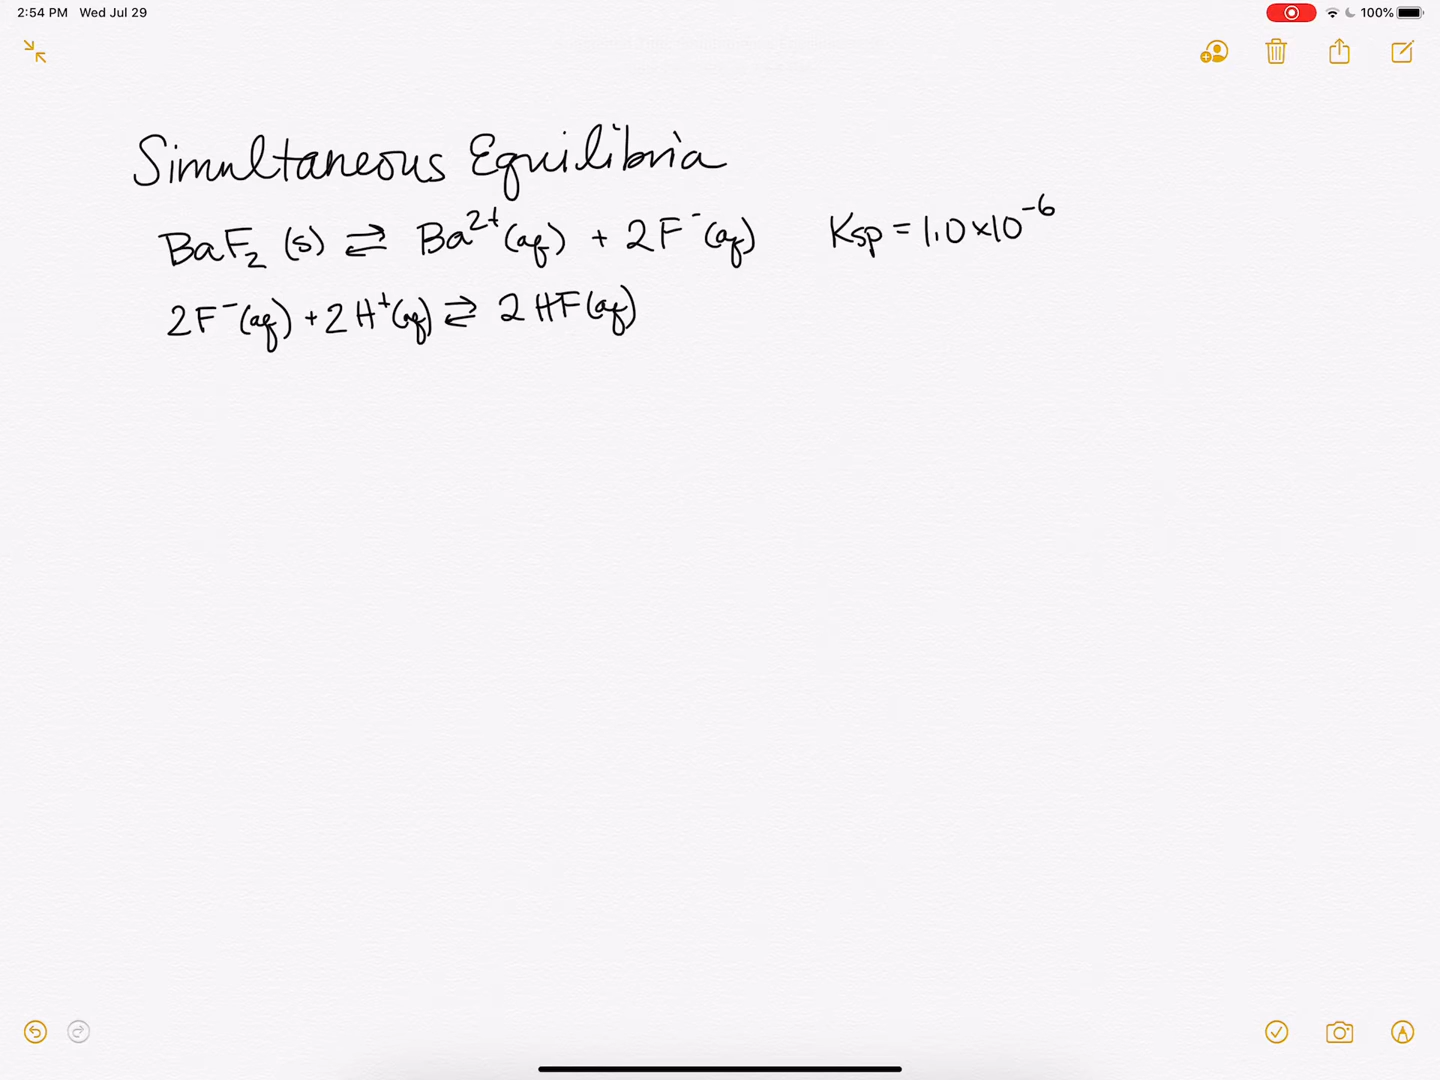 2:54 PM Wed Jul 29
100%
Simultaneous Equilibria
BaF₂ (s) ⇌ Ba²⁺(aq) + 2F⁻(aq) Ksp = 1.0×10⁻⁶
2F⁻(aq) + 2H⁺(aq) ⇌ 2HF(aq)